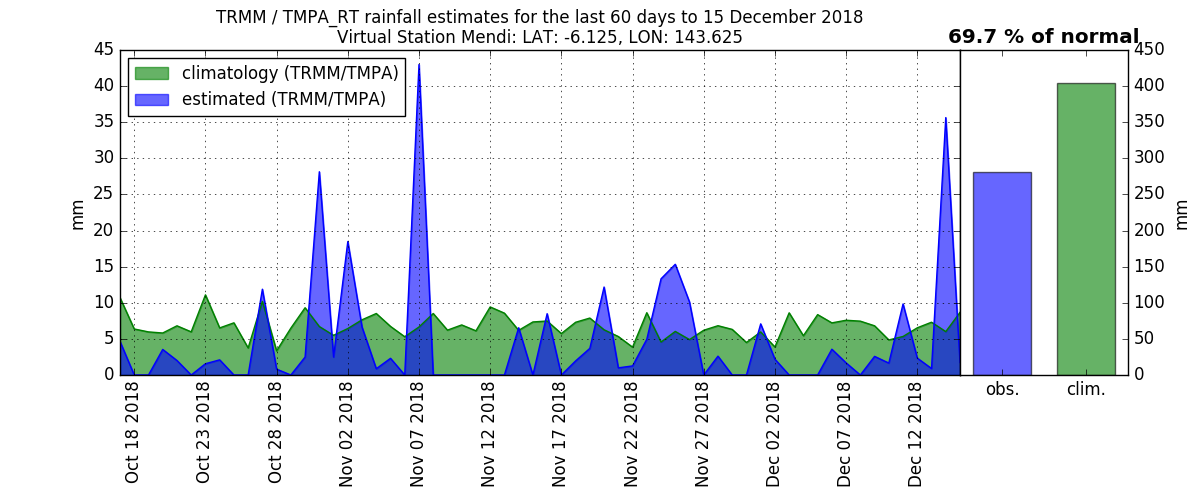 TRMM / TMPA_RT rainfall estimates for the last 60 days to 15 December 2018
Virtual Station Mendi: LAT: -6.125, LON: 143.625
69.7 % of normal
climatology (TRMM/TMPA)
estimated (TRMM/TMPA)
mm
45
40
35
30
25
20
15
10
5
0
Oct 18 2018
Oct 23 2018
Oct 28 2018
Nov 02 2018
Nov 07 2018
Nov 12 2018
Nov 17 2018
Nov 22 2018
Nov 27 2018
Dec 02 2018
Dec 07 2018
Dec 12 2018
obs.
clim.
450
400
350
300
250
200
150
100
50
0
mm